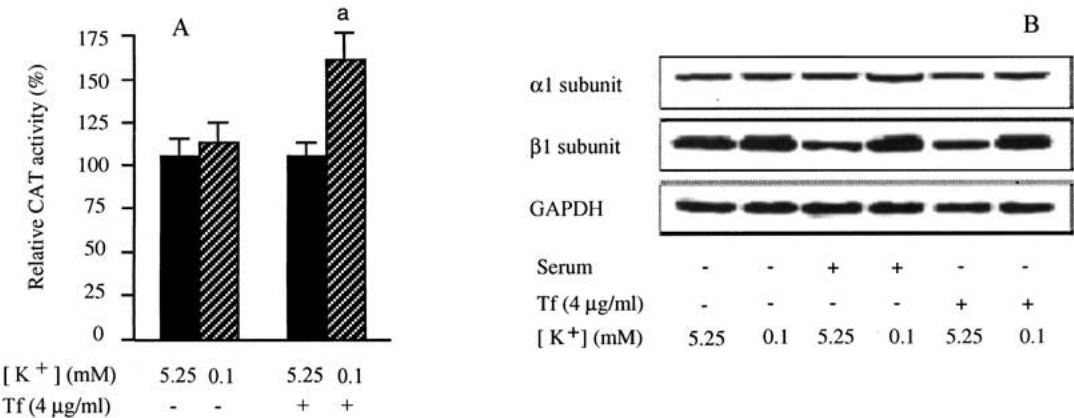 A
a
175
150
125
100
75
50
25
0
Relative CAT activity (%)
[ K + ] (mM) 5.25 0.1 5.25 0.1
Tf (4 μg/ml) - - + +
B
α1 subunit
β1 subunit
GAPDH
Serum - - + + - -
Tf (4 μg/ml) - - - - + +
[ K + ] (mM) 5.25 0.1 5.25 0.1 5.25 0.1